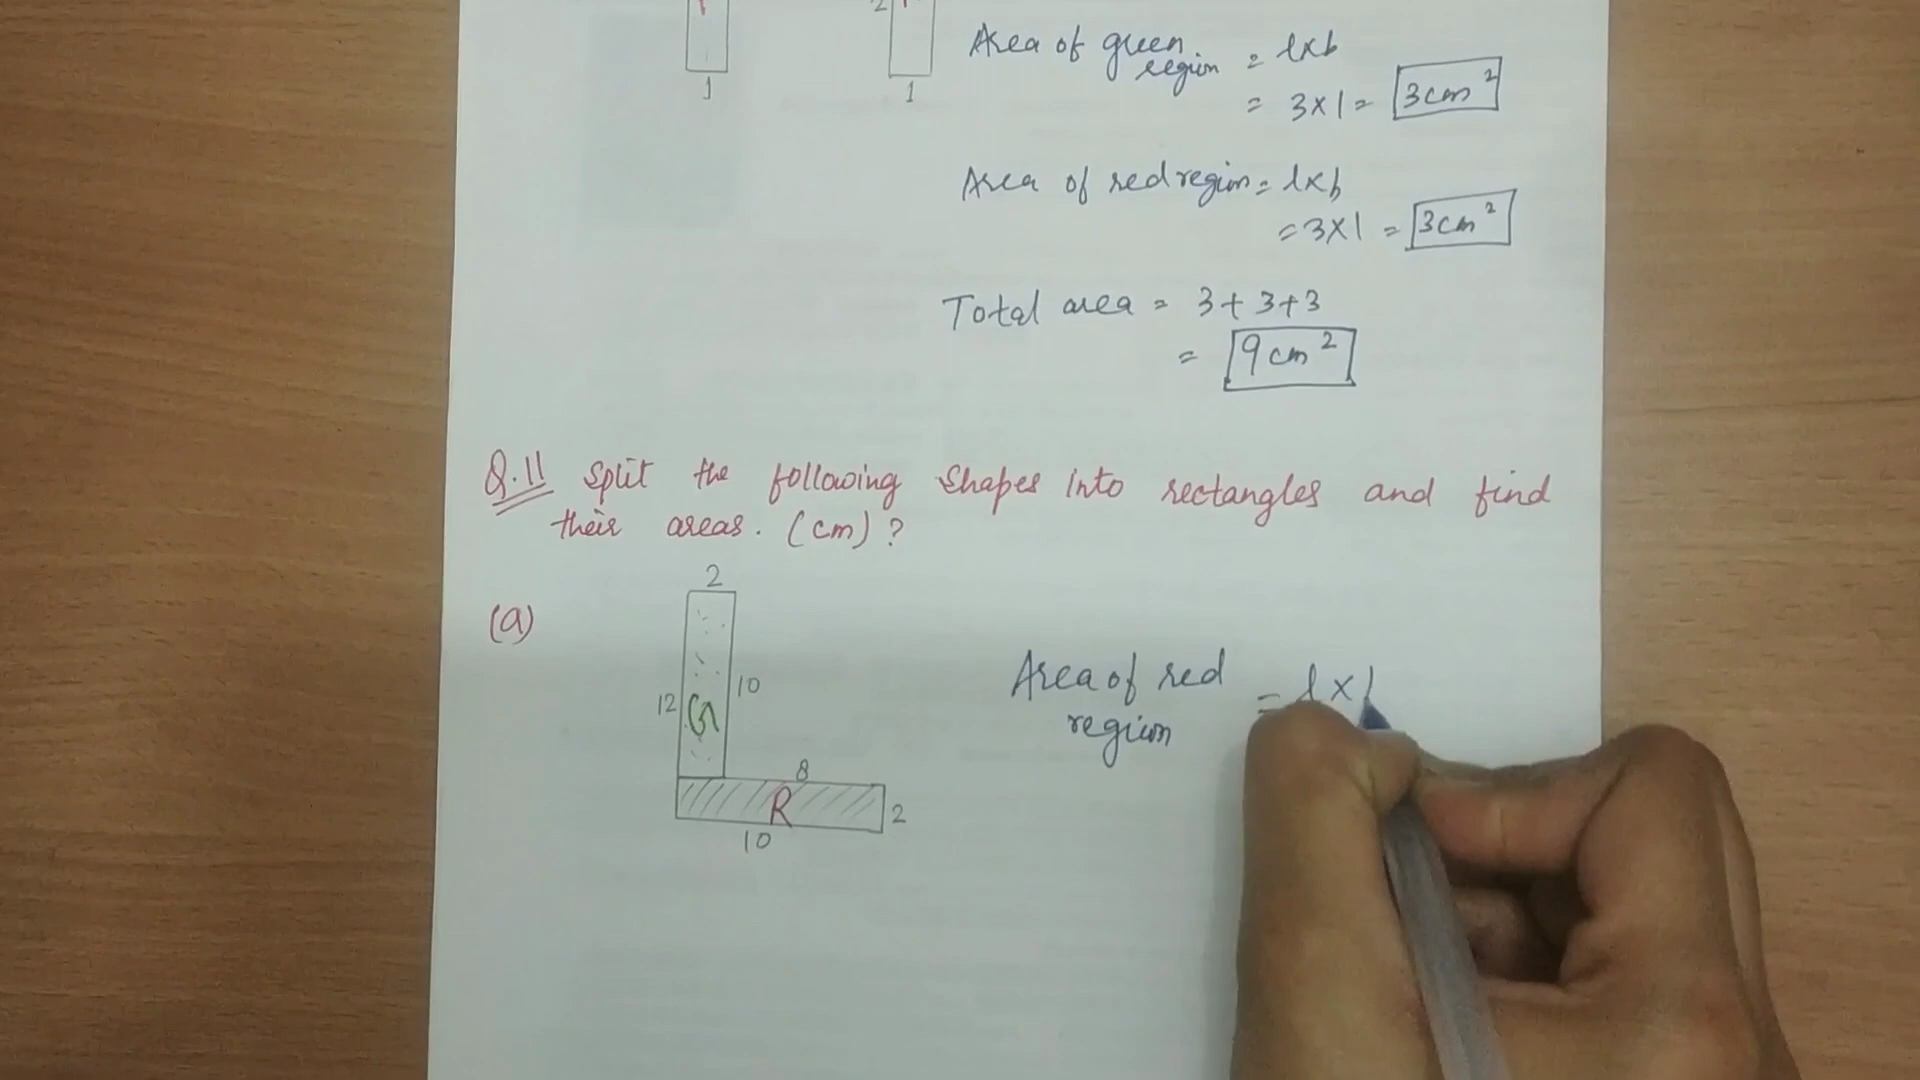 2
1
1
Area of green region = l×b
= 3×1 = 3cm²
Area of red region = l×b
= 3×1 = 3cm²
Total area = 3+3+3
= 9cm²
Q.11 Split the following shapes into rectangles and find
their areas. (cm)?
(a)
2
12
10
G
8
R
2
10
Area of red = l×
region